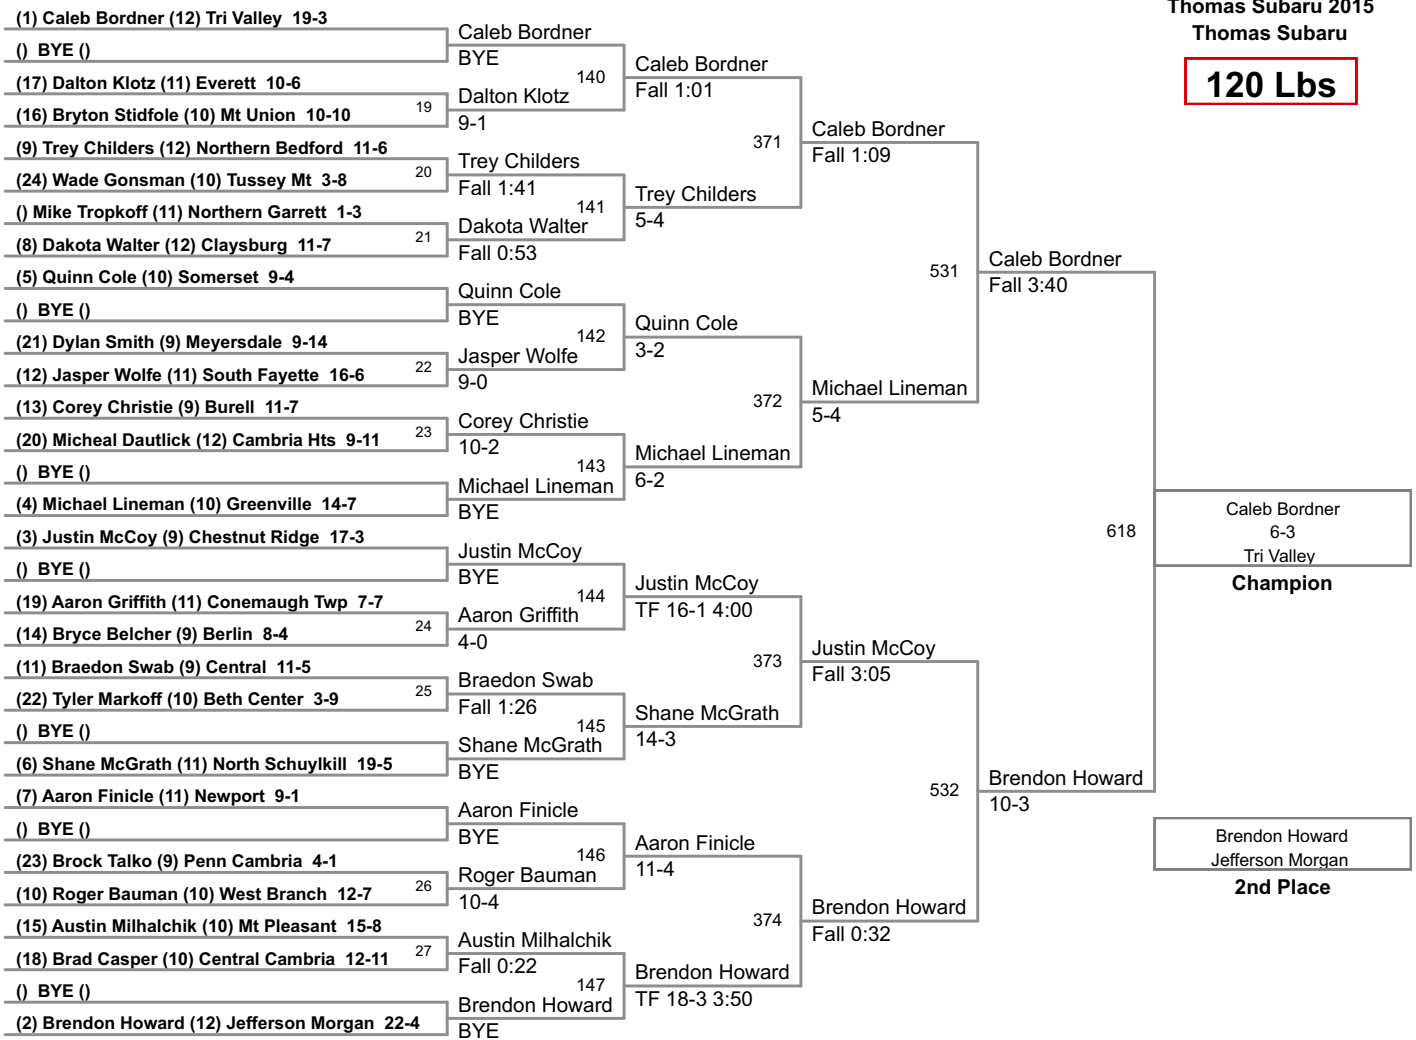 Thomas Subaru 2015
Thomas Subaru
120 Lbs
(1) Caleb Bordner (12) Tri Valley 19-3
() BYE ()
(17) Dalton Klotz (11) Everett 10-6
(16) Bryton Stidfole (10) Mt Union 10-10
19
(9) Trey Childers (12) Northern Bedford 11-6
(24) Wade Gonsman (10) Tussey Mt 3-8
20
() Mike Tropkoff (11) Northern Garrett 1-3
(8) Dakota Walter (12) Claysburg 11-7
21
(5) Quinn Cole (10) Somerset 9-4
() BYE ()
(21) Dylan Smith (9) Meyersdale 9-14
(12) Jasper Wolfe (11) South Fayette 16-6
22
(13) Corey Christie (9) Burell 11-7
(20) Micheal Dautlick (12) Cambria Hts 9-11
23
() BYE ()
(4) Michael Lineman (10) Greenville 14-7
(3) Justin McCoy (9) Chestnut Ridge 17-3
() BYE ()
(19) Aaron Griffith (11) Conemaugh Twp 7-7
(14) Bryce Belcher (9) Berlin 8-4
24
(11) Braedon Swab (9) Central 11-5
(22) Tyler Markoff (10) Beth Center 3-9
25
() BYE ()
(6) Shane McGrath (11) North Schuylkill 19-5
(7) Aaron Finicle (11) Newport 9-1
() BYE ()
(23) Brock Talko (9) Penn Cambria 4-1
(10) Roger Bauman (10) West Branch 12-7
26
(15) Austin Milhalchik (10) Mt Pleasant 15-8
(18) Brad Casper (10) Central Cambria 12-11
27
() BYE ()
(2) Brendon Howard (12) Jefferson Morgan 22-4
Caleb Bordner
BYE
140
Dalton Klotz
9-1
Trey Childers
Fall 1:41
141
Dakota Walter
Fall 0:53
Quinn Cole
BYE
142
Jasper Wolfe
9-0
Corey Christie
10-2
143
Michael Lineman
BYE
Justin McCoy
BYE
144
Aaron Griffith
4-0
Braedon Swab
Fall 1:26
145
Shane McGrath
BYE
Aaron Finicle
BYE
146
Roger Bauman
10-4
Austin Milhalchik
Fall 0:22
147
Brendon Howard
BYE
Caleb Bordner
Fall 1:01
371
Trey Childers
5-4
Quinn Cole
3-2
372
Michael Lineman
6-2
Justin McCoy
TF 16-1 4:00
373
Shane McGrath
14-3
Aaron Finicle
11-4
374
Brendon Howard
TF 18-3 3:50
Caleb Bordner
Fall 1:09
531
Michael Lineman
5-4
Justin McCoy
Fall 3:05
532
Brendon Howard
Fall 0:32
Caleb Bordner
Fall 3:40
618
Brendon Howard
10-3
Caleb Bordner
6-3
Tri Valley
Champion
Brendon Howard
Jefferson Morgan
2nd Place